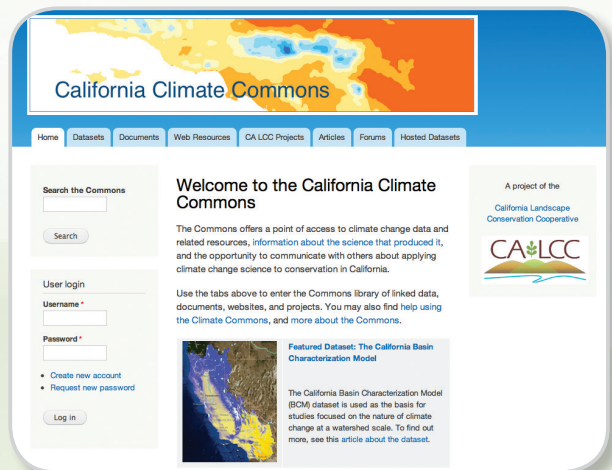 California Climate Commons
Home
Datasets
Documents
Web Resources
CA LCC Projects
Articles
Forums
Hosted Datasets
Search the Commons
Search
User login
Username *
Password *
Create new account
Request new password
Log in
Welcome to the California Climate
Commons
The Commons offers a point of access to climate change data and
related resources, information about the science that produced it,
and the opportunity to communicate with others about applying
climate change science to conservation in California.
Use the tabs above to enter the Commons library of linked data,
documents, websites, and projects. You may also find help using
the Climate Commons, and more about the Commons.
Featured Dataset: The California Basin
Characterization Model
The California Basin Characterization Model
(BCM) dataset is used as the basis for
studies focused on the nature of climate
change at a watershed scale. To find out
more, see this article about the dataset.
A project of the
California Landscape
Conservation Cooperative
CA LCC